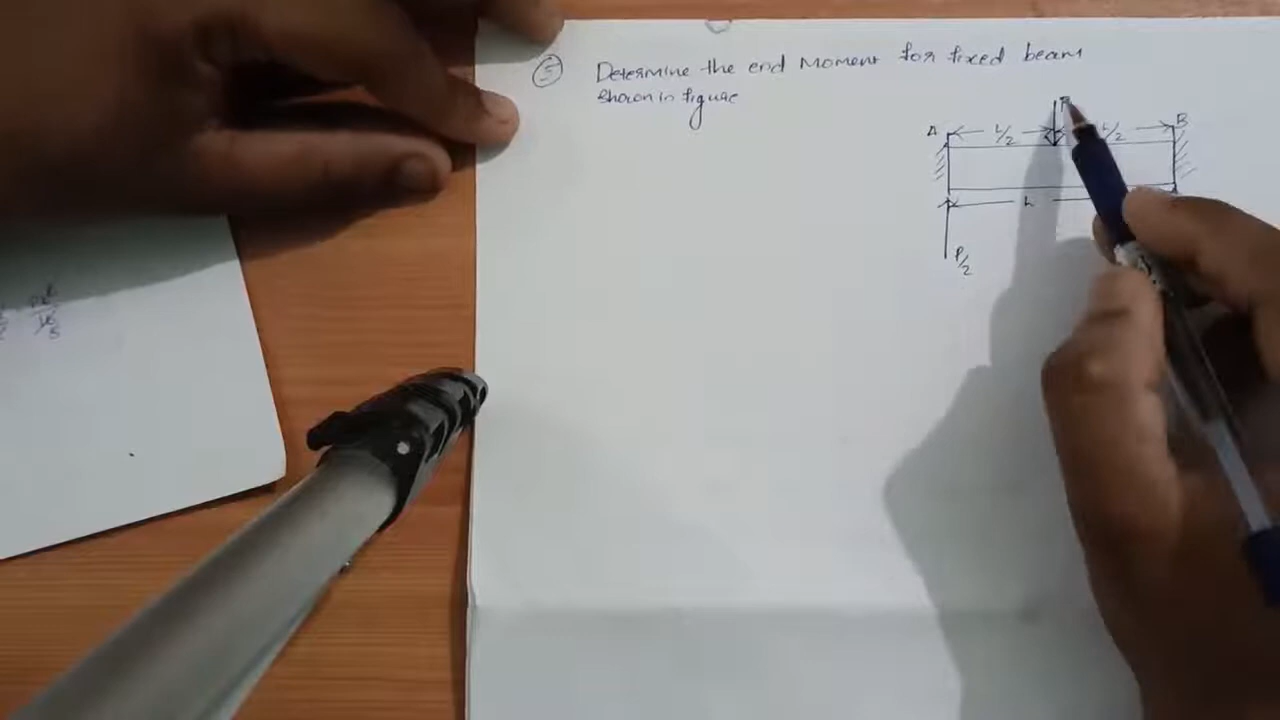 5 Determine the end Moment for fixed beam
shown in figure
A L/2 P L/2 B
L
P/2